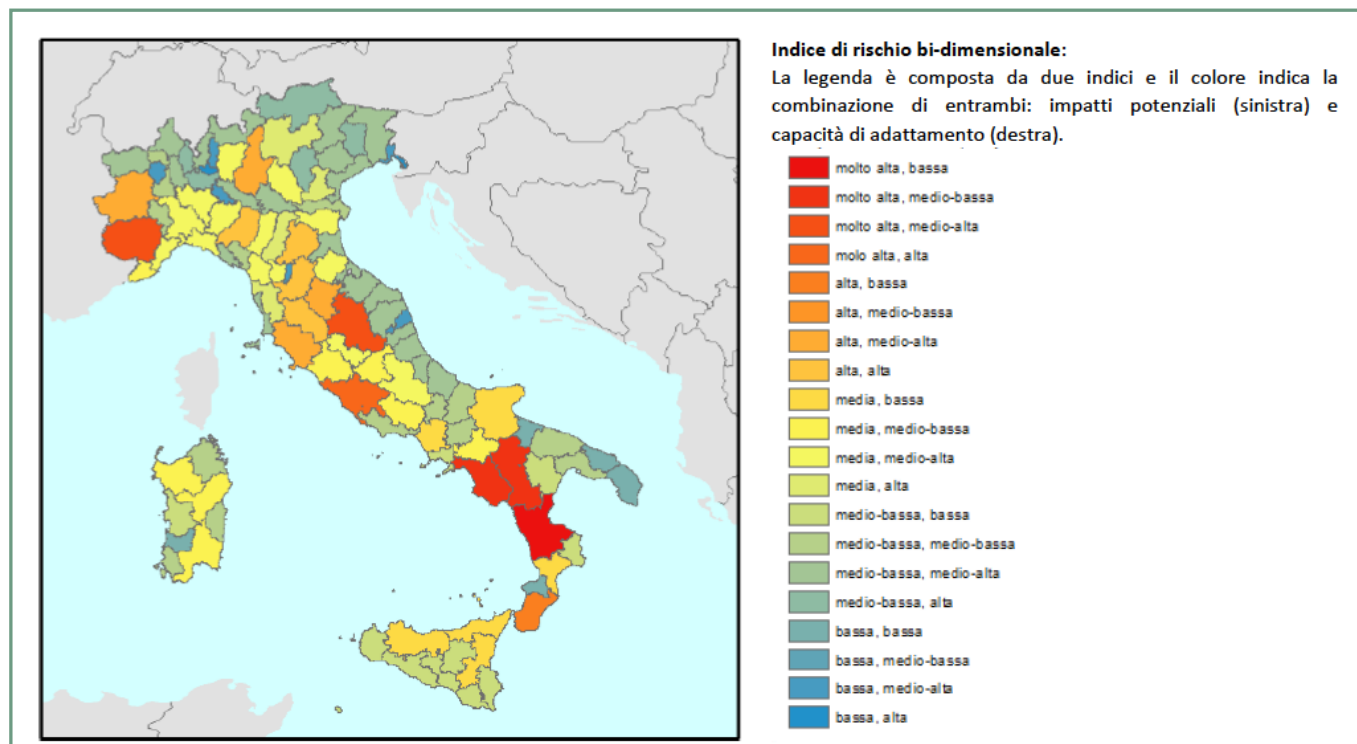 Indice di rischio bi-dimensionale:
La legenda è composta da due indici e il colore indica la
combinazione di entrambi: impatti potenziali (sinistra) e
capacità di adattamento (destra).
molto alta, bassa
molto alta, medio-bassa
molto alta, medio-alta
molo alta, alta
alta, bassa
alta, medio-bassa
alta, medio-alta
alta, alta
media, bassa
media, medio-bassa
media, medio-alta
media, alta
medio-bassa, bassa
medio-bassa, medio-bassa
medio-bassa, medio-alta
medio-bassa, alta
bassa, bassa
bassa, medio-bassa
bassa, medio-alta
bassa, alta